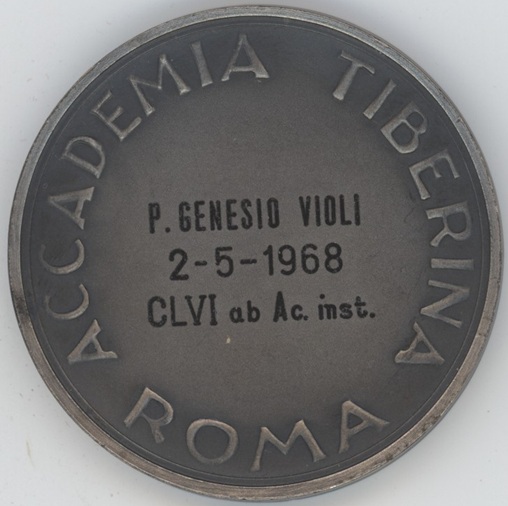 ACCADEMIA TIBERINA
P. GENESIO VIOLI
2-5-1968
CLVI ab Ac. inst.
ROMA